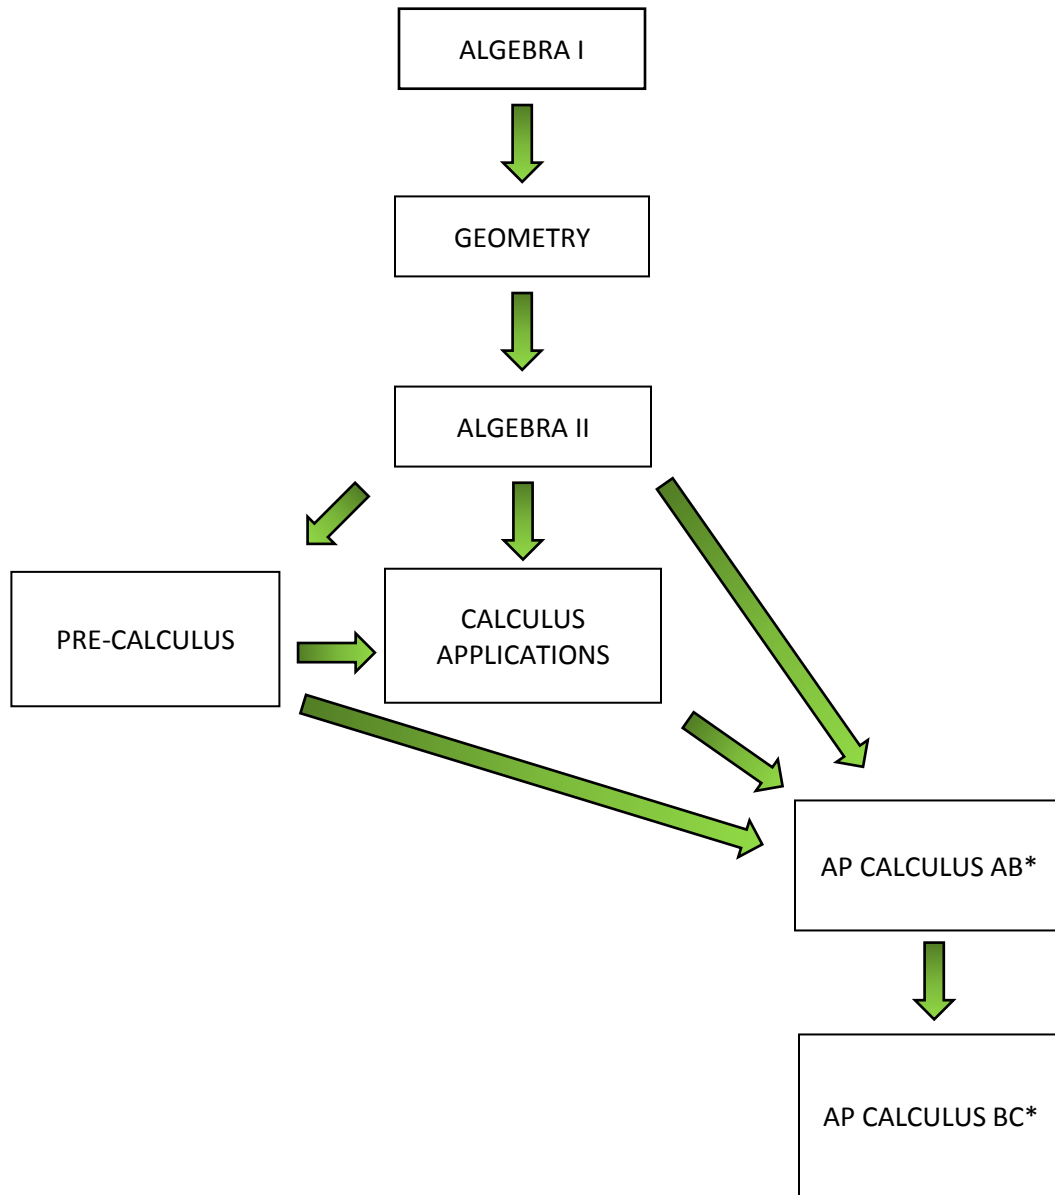 ALGEBRA I
GEOMETRY
ALGEBRA II
PRE-CALCULUS
CALCULUS
APPLICATIONS
AP CALCULUS AB*
AP CALCULUS BC*